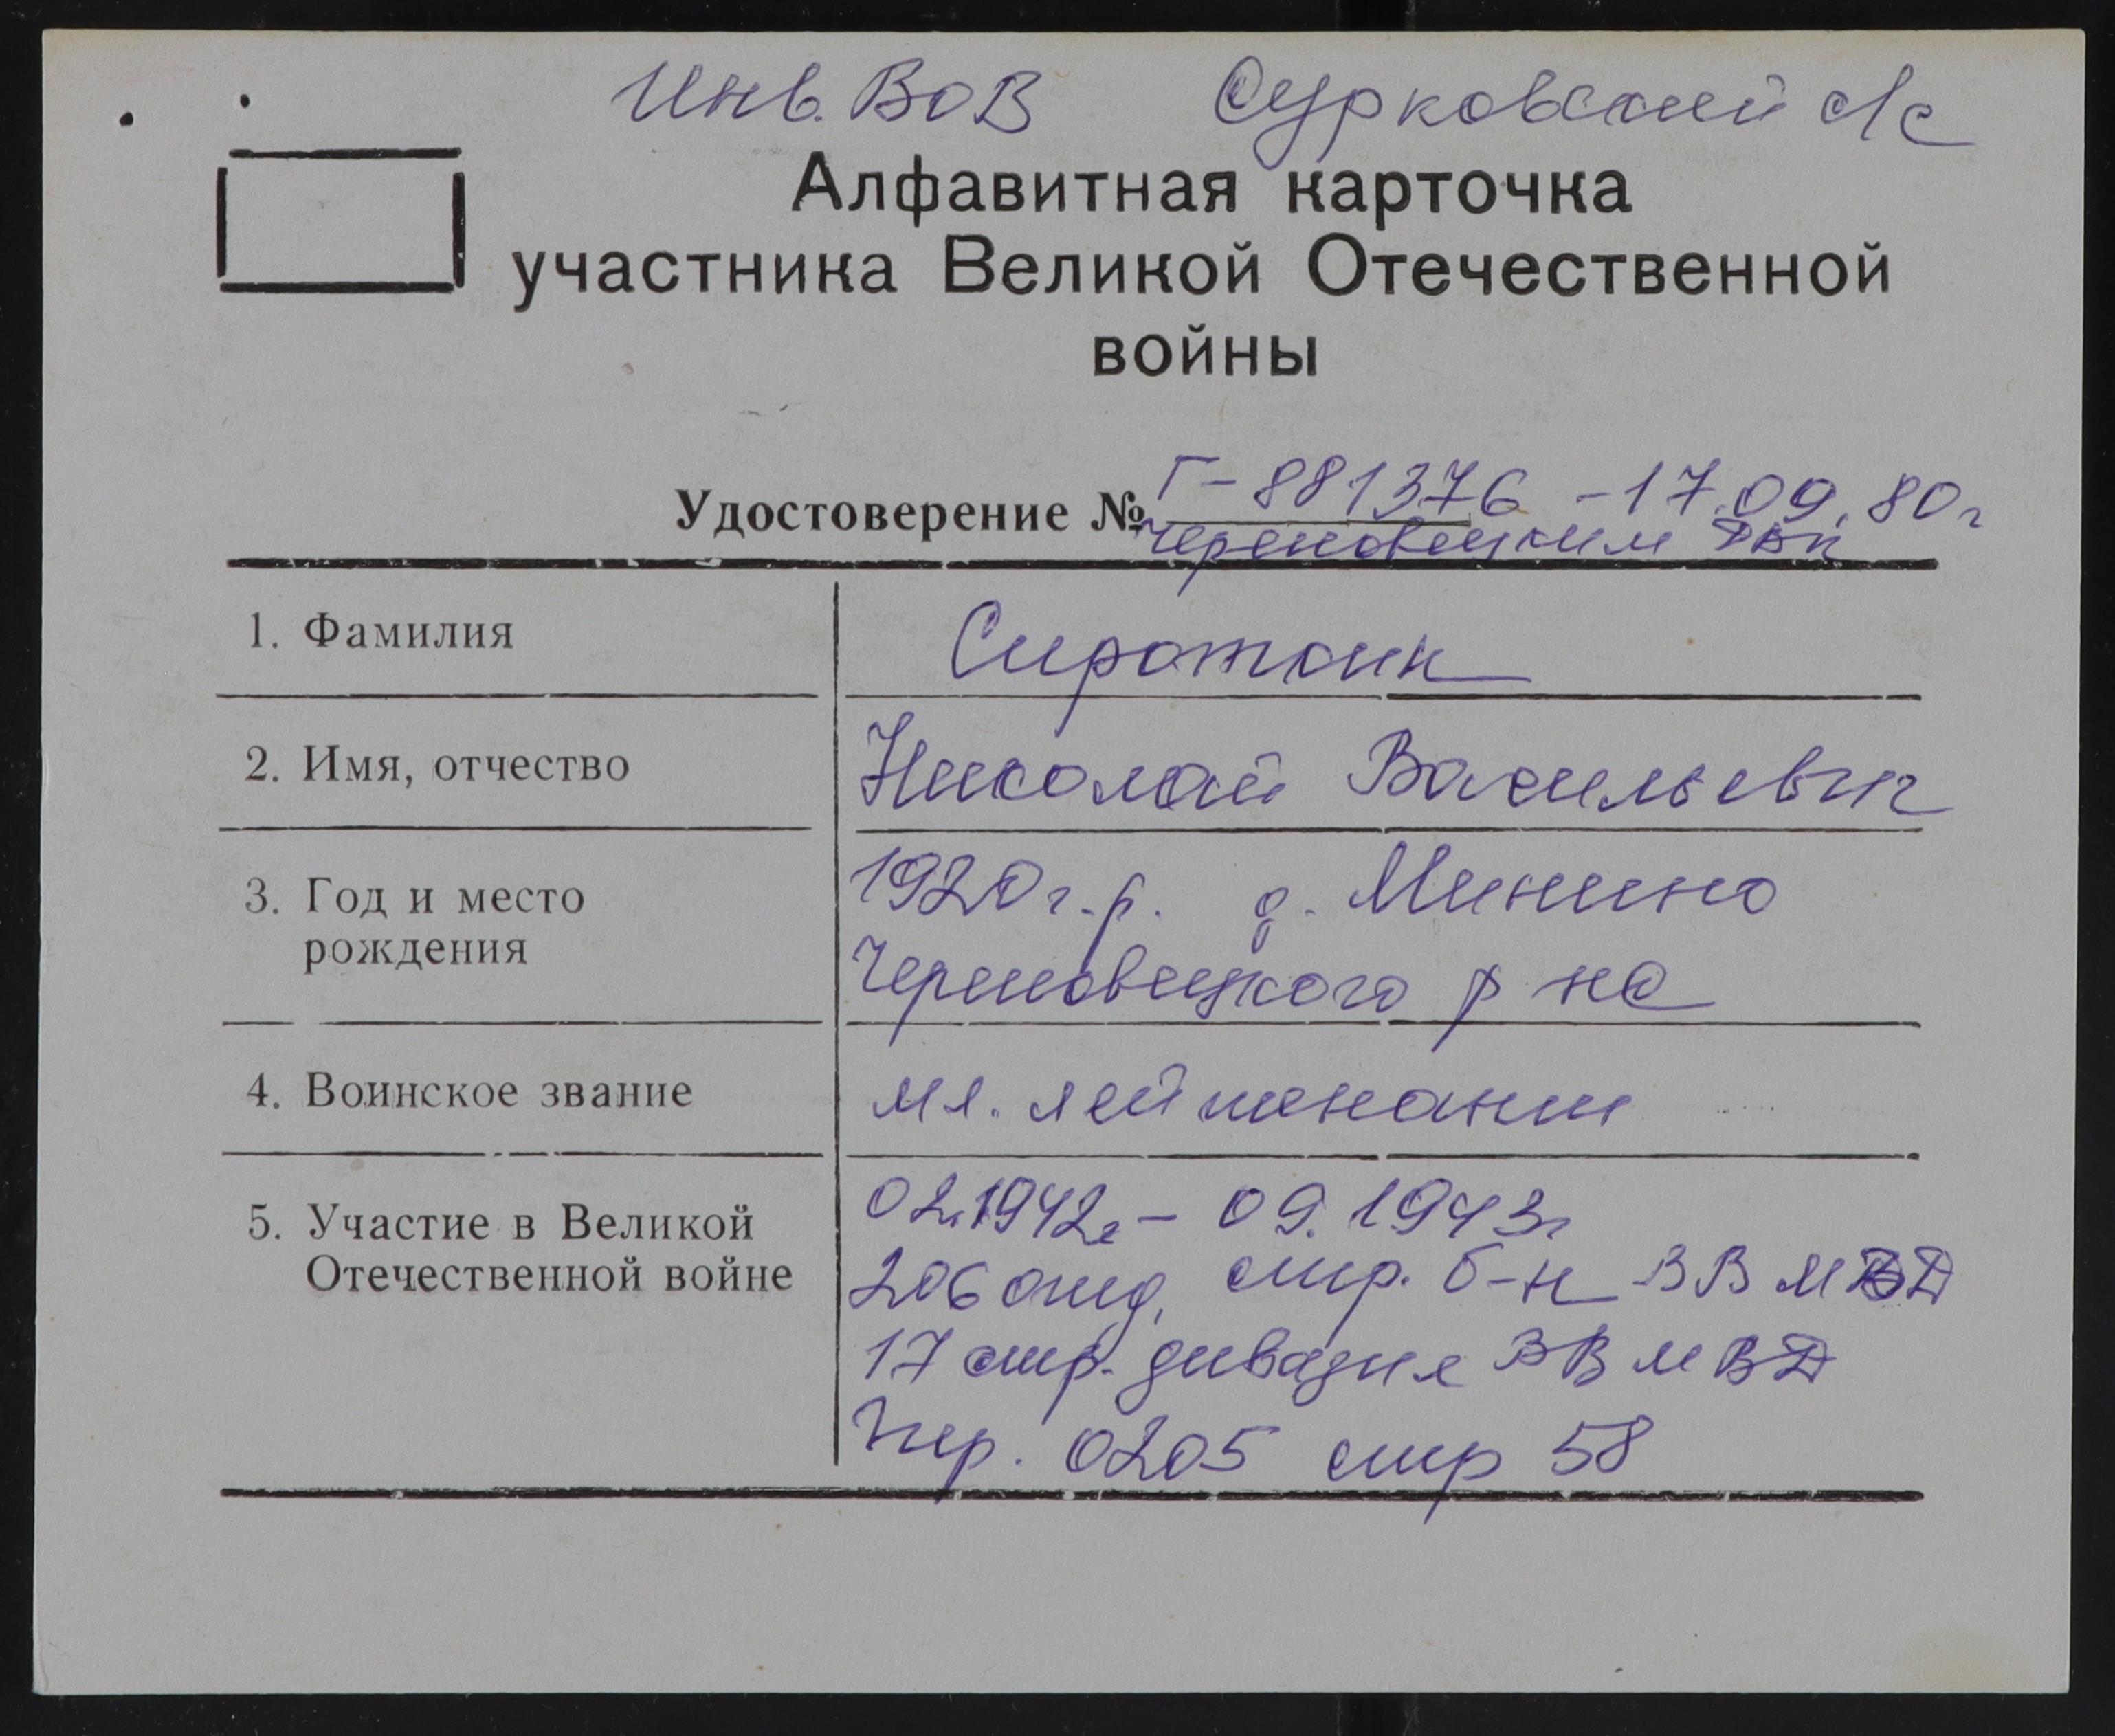 Инв. ВОВ Сурковский с/с
Алфавитная карточка
участника Великой Отечественной
войны
Удостоверение № Г-881376 -17.09.80г
Череповецким РВК
1. Фамилия Сироткин
2. Имя, отчество Николай Васильевич
3. Год и место рождения 1920 г.р. д. Минино
Череповецкого р-на
4. Воинское звание мл. лейтенант
5. Участие в Великой Отечественной войне 02.1942г - 09.1943г
206 отд. стр. б-н ВВ МВД
17 стр. дивизия ВВ МВД
Пер. 0205 стр 58